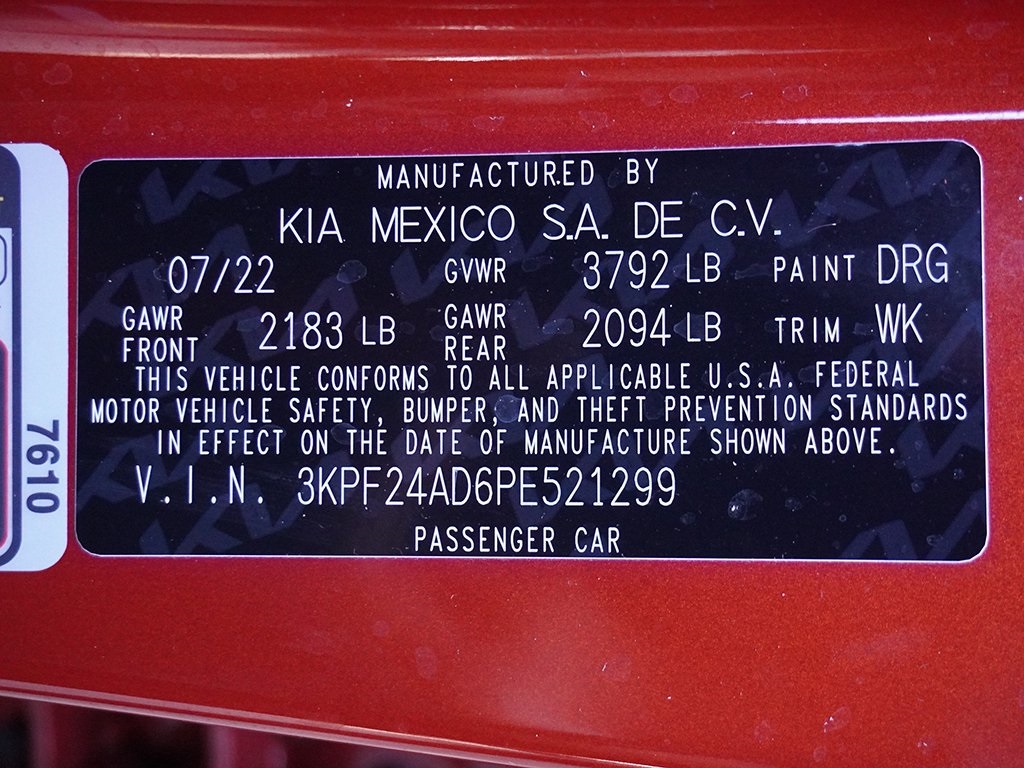 MANUFACTURED BY
KIA MEXICO S.A. DE C.V.
07/22 GVWR 3792 LB PAINT DRG
GAWR FRONT 2183 LB GAWR REAR 2094 LB TRIM WK
THIS VEHICLE CONFORMS TO ALL APPLICABLE U.S.A. FEDERAL
MOTOR VEHICLE SAFETY, BUMPER, AND THEFT PREVENTION STANDARDS
IN EFFECT ON THE DATE OF MANUFACTURE SHOWN ABOVE.
V.I.N. 3KPF24AD6PE521299
PASSENGER CAR
7610